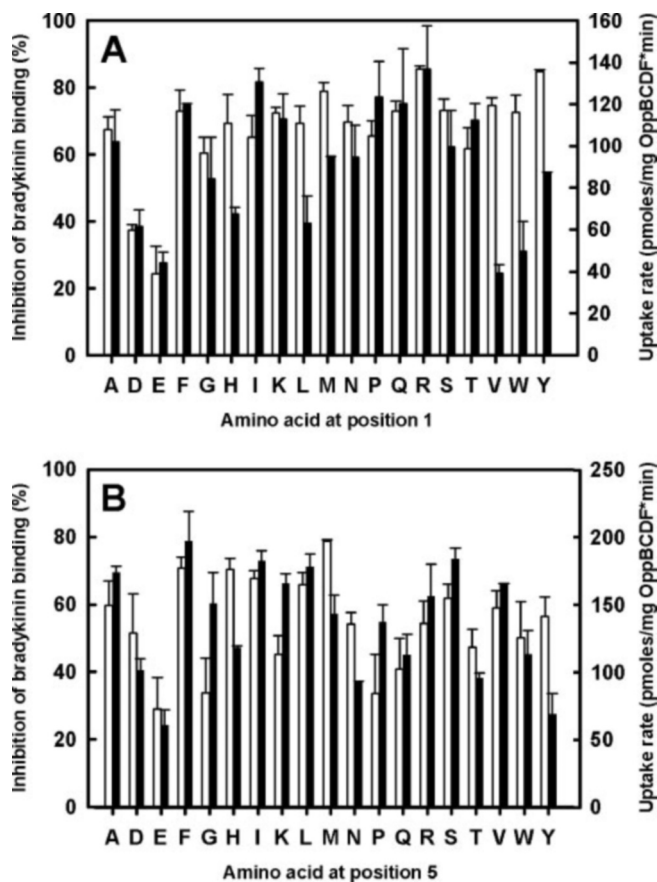 A
Inhibition of bradykinin binding (%)
100
80
60
40
20
0
Uptake rate (pmoles/mg OppBCDF*min)
160
140
120
100
80
60
40
20
0
A D E F G H I K L M N P Q R S T V W Y
Amino acid at position 1
B
Inhibition of bradykinin binding (%)
100
80
60
40
20
0
Uptake rate (pmoles/mg OppBCDF*min)
250
200
150
100
50
0
A D E F G H I K L M N P Q R S T V W Y
Amino acid at position 5